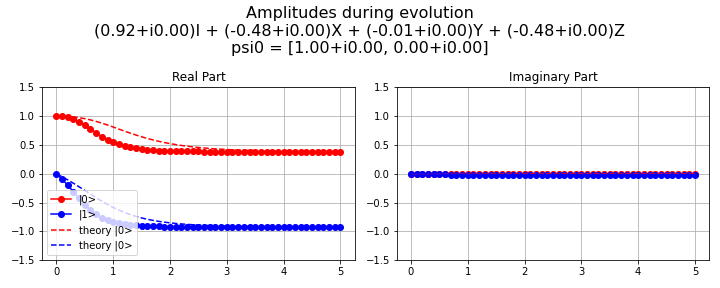 Amplitudes during evolution
(0.92+i0.00)I + (-0.48+i0.00)X + (-0.01+i0.00)Y + (-0.48+i0.00)Z
psi0 = [1.00+i0.00, 0.00+i0.00]
Real Part
1.5
1.0
0.5
0.0
−0.5
−1.0
−1.5
|0>
|1>
theory |0>
theory |0>
0 1 2 3 4 5
Imaginary Part
1.5
1.0
0.5
0.0
−0.5
−1.0
−1.5
0 1 2 3 4 5